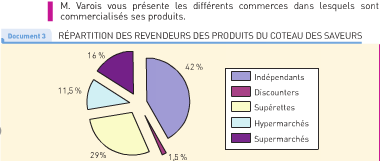 M. Varois vous présente les différents commerces dans lesquels sont
commercialisés ses produits.
Document 3 RÉPARTITION DES REVENDEURS DES PRODUITS DU COTEAU DES SAVEURS
16 %
42 %
11,5 %
29%
1,5 %
Indépendants
Discounters
Supérettes
Hypermarchés
Supermarchés